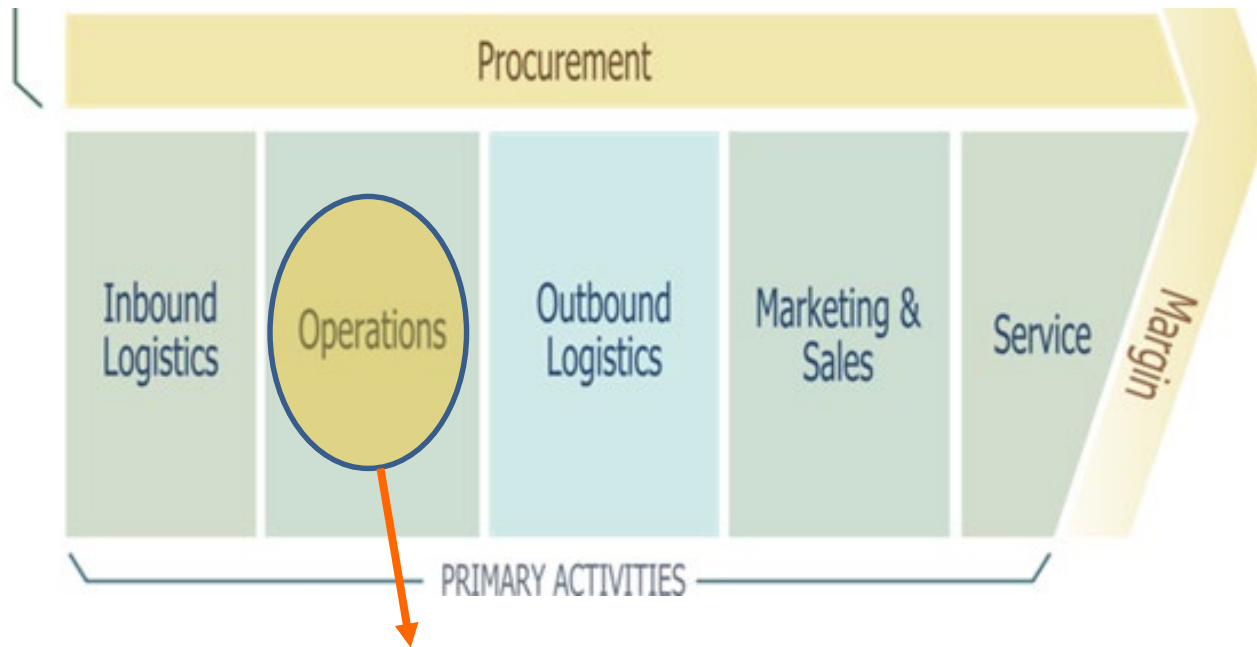 Procurement
Inbound
Logistics
Operations
Outbound
Logistics
Marketing &
Sales
Service
Margin
PRIMARY ACTIVITIES